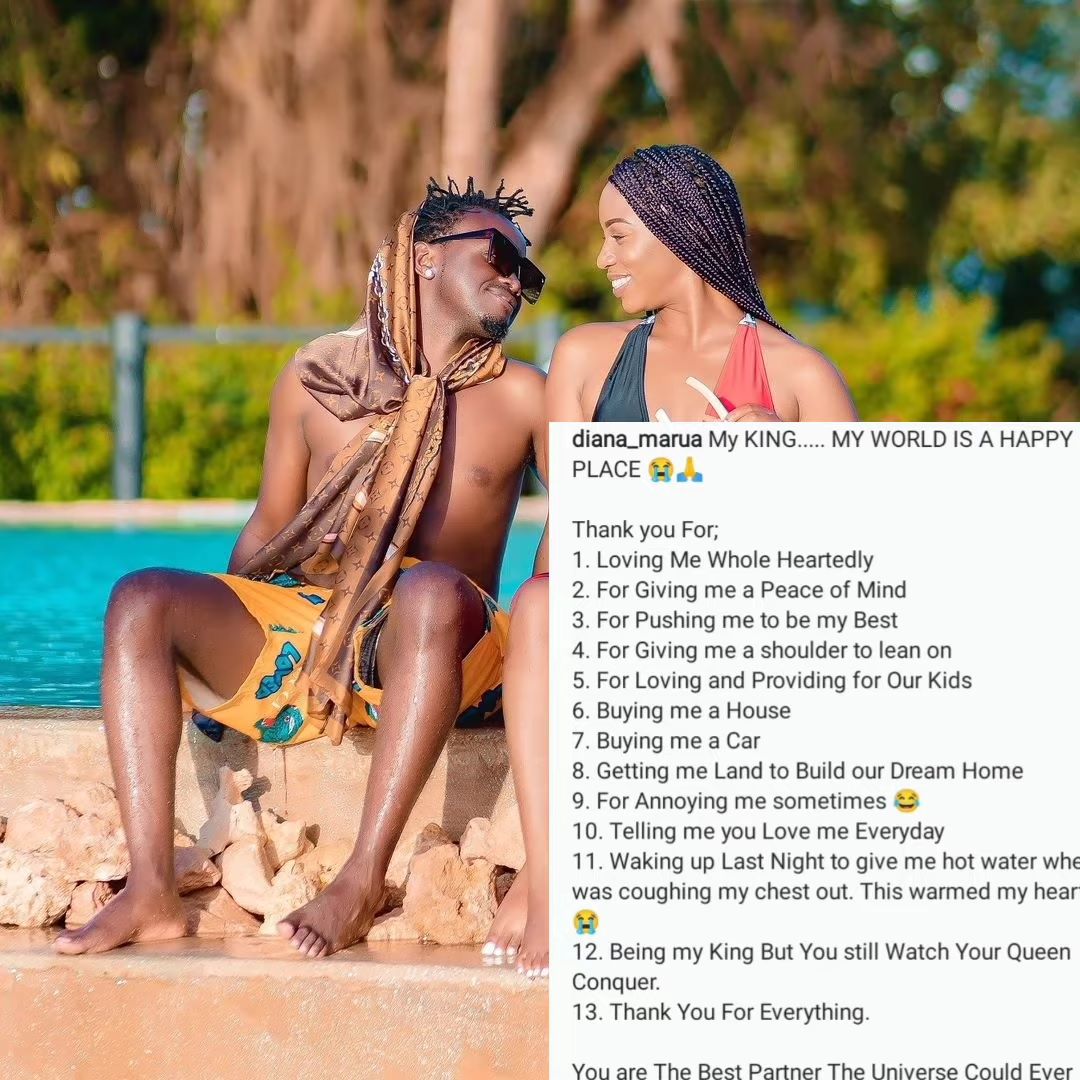 diana_marua My KING..... MY WORLD IS A HAPPY
PLACE 😭🙏
Thank you For;
1. Loving Me Whole Heartedly
2. For Giving me a Peace of Mind
3. For Pushing me to be my Best
4. For Giving me a shoulder to lean on
5. For Loving and Providing for Our Kids
6. Buying me a House
7. Buying me a Car
8. Getting me Land to Build our Dream Home
9. For Annoying me sometimes 😂
10. Telling me you Love me Everyday
11. Waking up Last Night to give me hot water whe
was coughing my chest out. This warmed my hear
😭
12. Being my King But You still Watch Your Queen
Conquer.
13. Thank You For Everything.
You are The Best Partner The Universe Could Ever